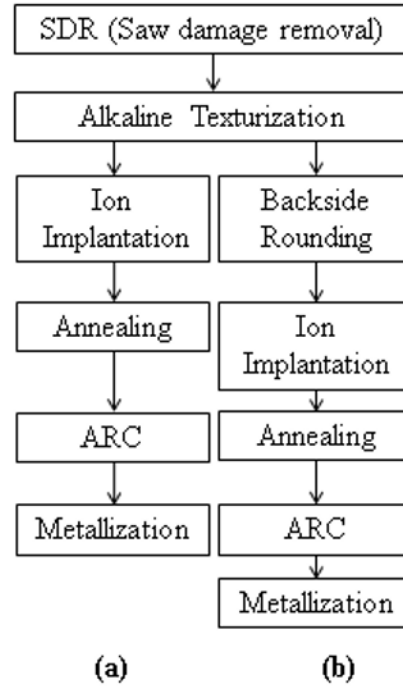 SDR (Saw damage removal)
Alkaline Texturization
Ion
Implantation
Annealing
ARC
Metallization
(a)
Backside
Rounding
Ion
Implantation
Annealing
ARC
Metallization
(b)